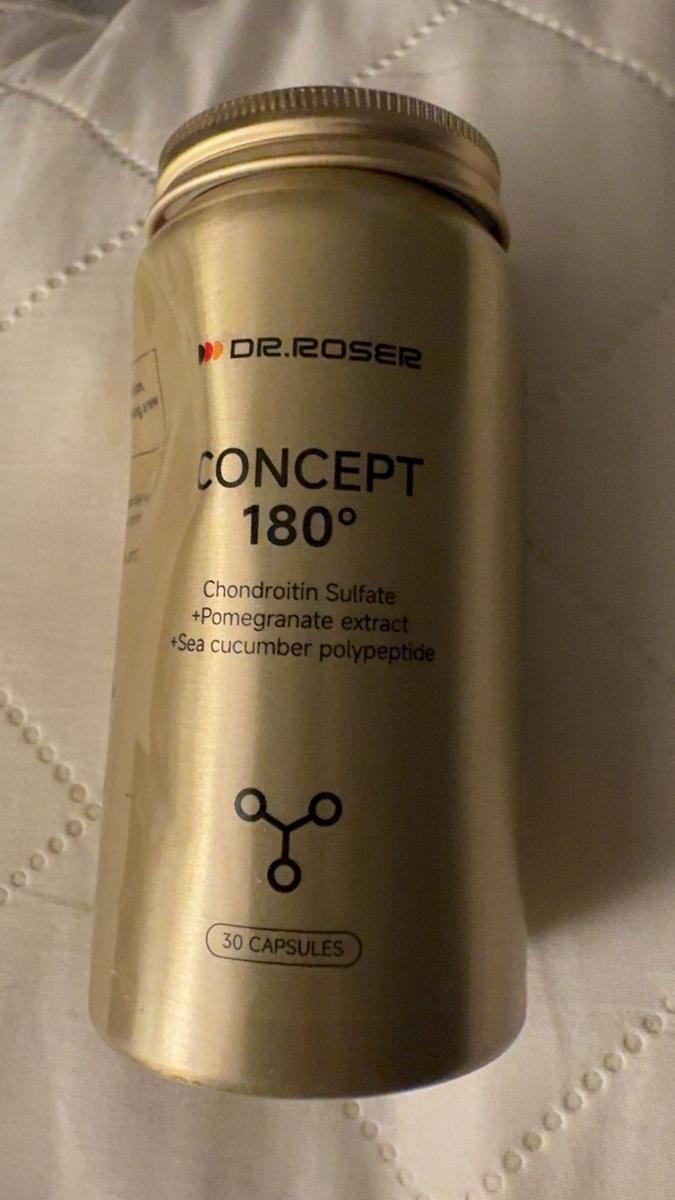 DR.ROSER
CONCEPT
180°
Chondroitin Sulfate
+Pomegranate extract
+Sea cucumber polypeptide
30 CAPSULES